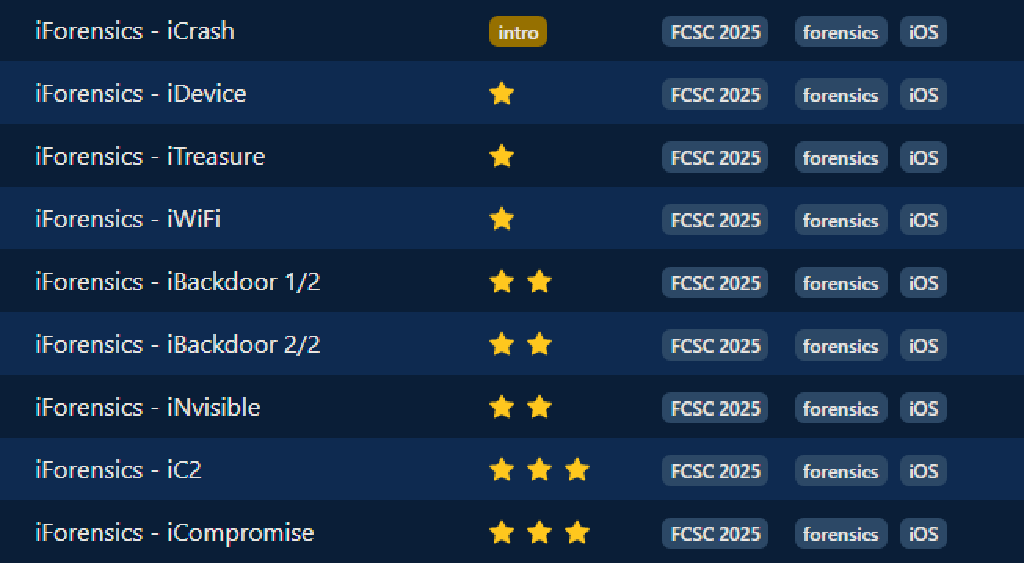 iForensics - iCrash intro FCSC 2025 forensics iOS
iForensics - iDevice FCSC 2025 forensics iOS
iForensics - iTreasure FCSC 2025 forensics iOS
iForensics - iWiFi FCSC 2025 forensics iOS
iForensics - iBackdoor 1/2 FCSC 2025 forensics iOS
iForensics - iBackdoor 2/2 FCSC 2025 forensics iOS
iForensics - iNvisible FCSC 2025 forensics iOS
iForensics - iC2 FCSC 2025 forensics iOS
iForensics - iCompromise FCSC 2025 forensics iOS